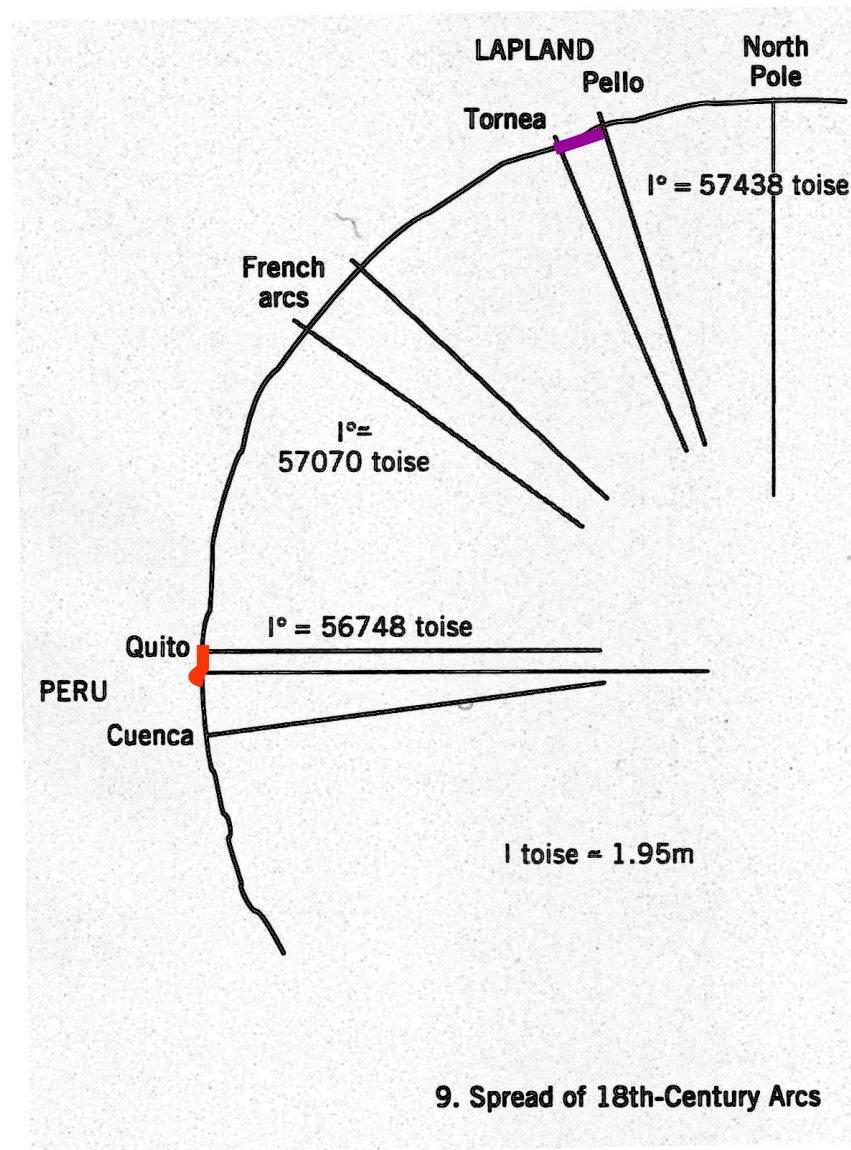 LAPLAND
North
Pole
Pello
Tornea
1° = 57438 toise
French
arcs
1°=
57070 toise
1° = 56748 toise
Quito
PERU
Cuenca
1 toise = 1.95m
9. Spread of 18th-Century Arcs